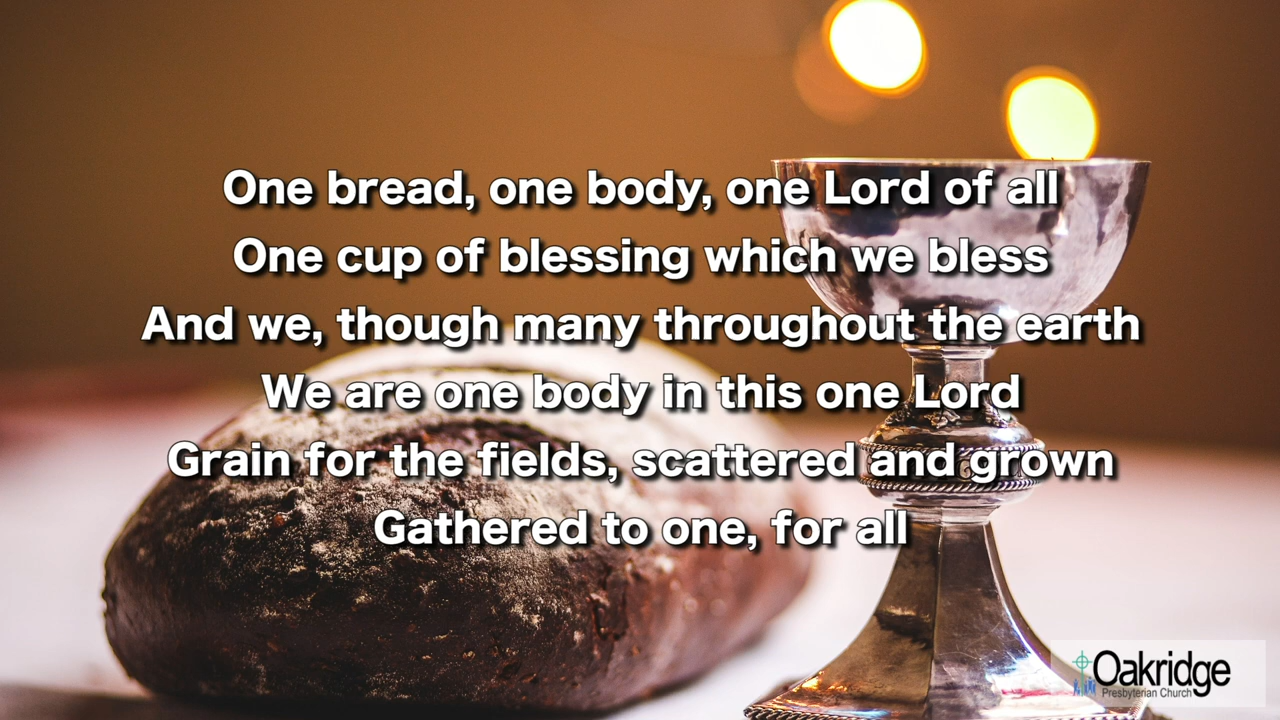 One bread, one body, one Lord of all
One cup of blessing which we bless
And we, though many throughout the earth
We are one body in this one Lord
Grain for the fields, scattered and grown
Gathered to one, for all
Oakridge
Presbyterian Church